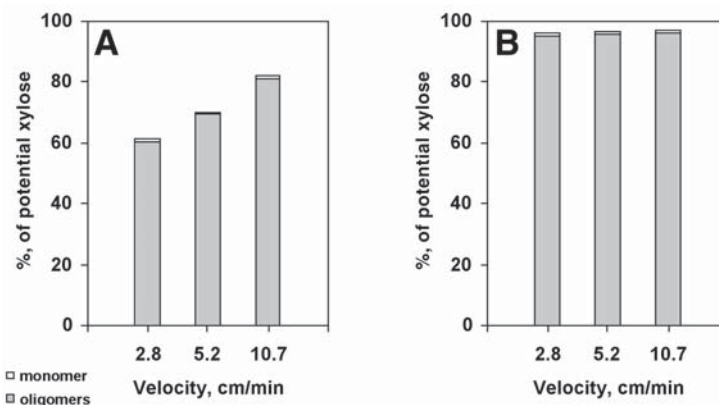 A
%, of potential xylose
100
80
60
40
20
0
2.8 5.2 10.7
Velocity, cm/min
monomer
oligomers
B
%, of potential xylose
100
80
60
40
20
0
2.8 5.2 10.7
Velocity, cm/min